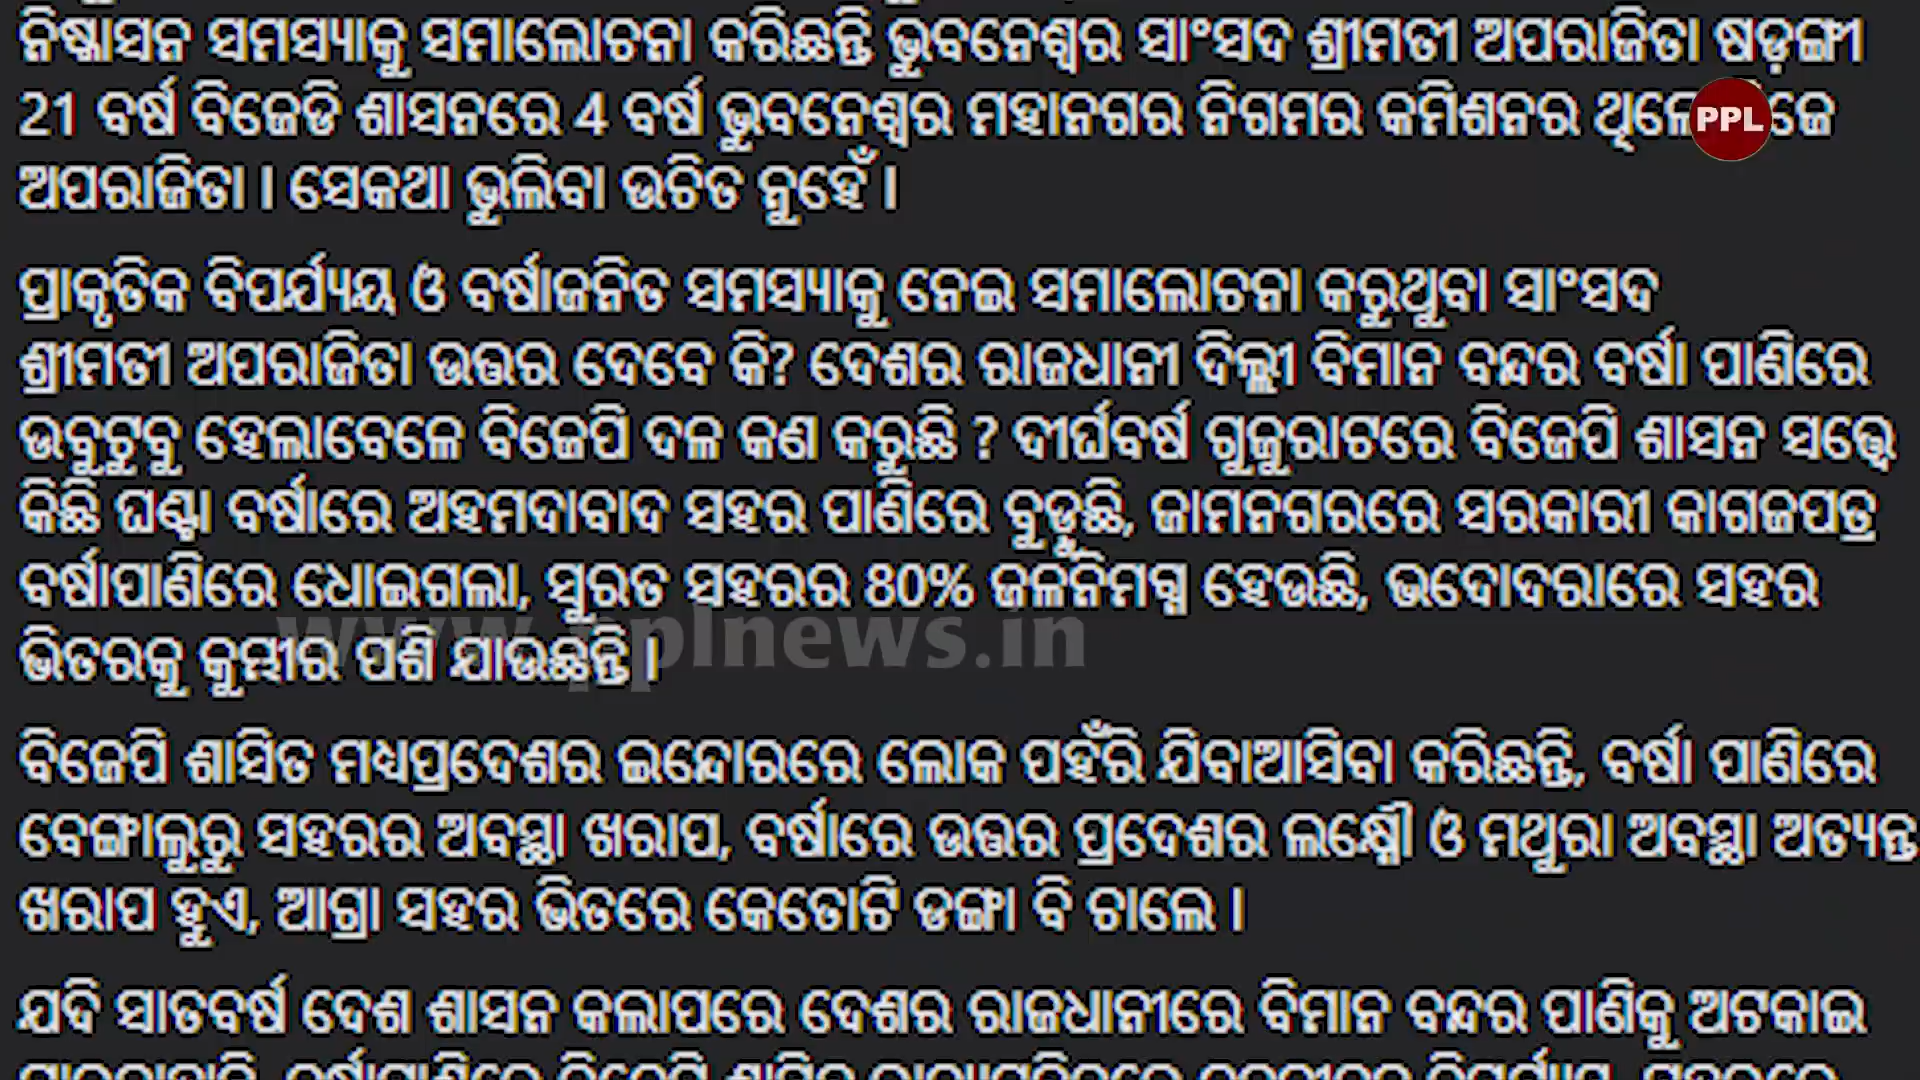 ନିଷ୍କାସନ ସମସ୍ୟାକୁ ସମାଲୋଚନା କରିଛନ୍ତି ଭୁବନେଶ୍ୱର ସାଂସଦ ଶ୍ରୀମତୀ ଅପରାଜିତା ଷଡ଼ଙ୍ଗୀ
21 ବର୍ଷ ବିଜେଡି ଶାସନରେ 4 ବର୍ଷ ଭୁବନେଶ୍ୱର ମହାନଗର ନିଗମର କମିଶନର ଥିଲେ
PPL
ଅପରାଜିତା । ସେକଥା ଭୁଲିବା ଉଚିତ ନୁହେଁ ।
ପ୍ରାକୃତିକ ବିପର୍ଯ୍ୟୟ ଓ ବର୍ଷାଜନିତ ସମସ୍ୟାକୁ ନେଇ ସମାଲୋଚନା କରୁଥୁବା ସାଂସଦ
ଶ୍ରୀମତୀ ଅପରାଜିତା ଉତ୍ତର ଦେବେ କି? ଦେଶର ରାଜଧାନୀ ଦିଲ୍ଲୀ ବିମାନ ବନ୍ଦର ବର୍ଷା ପାଣିରେ
ଉବୁଟୁବୁ ହେଲାବେଳେ ବିଜେପି ଦଳ କଣ କରୁଛି ? ଦୀର୍ଘବର୍ଷ ଗୁଜୁରାଟରେ ବିଜେପି ଶାସନ ସତ୍ତ୍ୱେ
କିଛି ଘଣ୍ଟା ବର୍ଷାରେ ଅହମଦାବାଦ ସହର ପାଣିରେ ବୁଡ଼ୁଛି, ଜାମନଗରରେ ସରକାରୀ କାଗଜପତ୍ର
ବର୍ଷାପାଣିରେ ଧୋଇଗଲା, ସୁରତ ସହରର 80% ଜଳନିମଗ୍ନ ହେଉଛି, ଭଦୋଦରାରେ ସହର
ଭିତରକୁ କୁମ୍ଭୀର ପଶି ଯାଉଛନ୍ତି ।
www.pplnews.in
ବିଜେପି ଶାସିତ ମଧ୍ୟପ୍ରଦେଶର ଇନ୍ଦୋରରେ ଲୋକ ପହଁରି ଯିବାଆସିବା କରିଛନ୍ତି, ବର୍ଷା ପାଣିରେ
ବେଙ୍ଗାଲୁରୁ ସହରର ଅବସ୍ଥା ଖରାପ, ବର୍ଷାରେ ଉତ୍ତର ପ୍ରଦେଶର ଲକ୍ଷ୍ନୌ ଓ ମଥୁରା ଅବସ୍ଥା ଅତ୍ୟନ୍ତ
ଖରାପ ହୁଏ, ଆଗ୍ରା ସହର ଭିତରେ କେତୋଟି ଡଙ୍ଗା ବି ଚାଲେ ।
ଯଦି ସାତବର୍ଷ ଦେଶ ଶାସନ କଲାପରେ ଦେଶର ରାଜଧାନୀରେ ବିମାନ ବନ୍ଦର ପାଣିକୁ ଅଟକାଇ